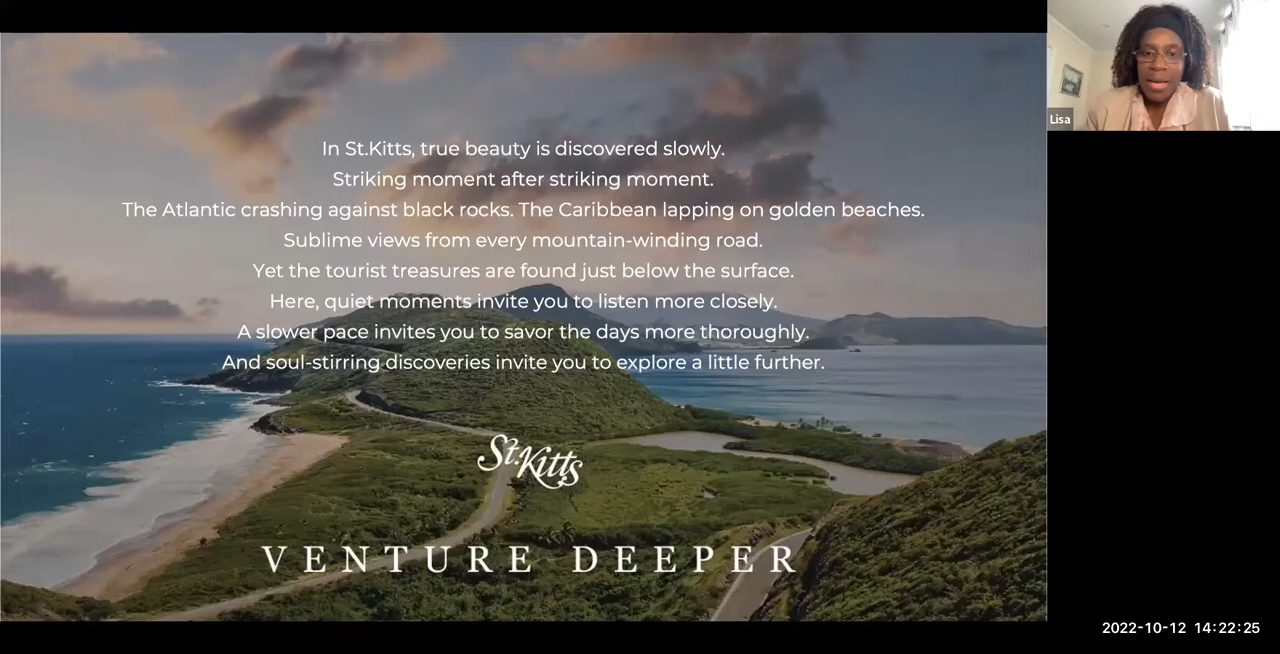 In St.Kitts, true beauty is discovered slowly.
Striking moment after striking moment.
The Atlantic crashing against black rocks. The Caribbean lapping on golden beaches.
Sublime views from every mountain-winding road.
Yet the tourist treasures are found just below the surface.
Here, quiet moments invite you to listen more closely.
A slower pace invites you to savor the days more thoroughly.
And soul-stirring discoveries invite you to explore a little further.
St.Kitts
VENTURE DEEPER
Lisa
2022-10-12 14:22:25